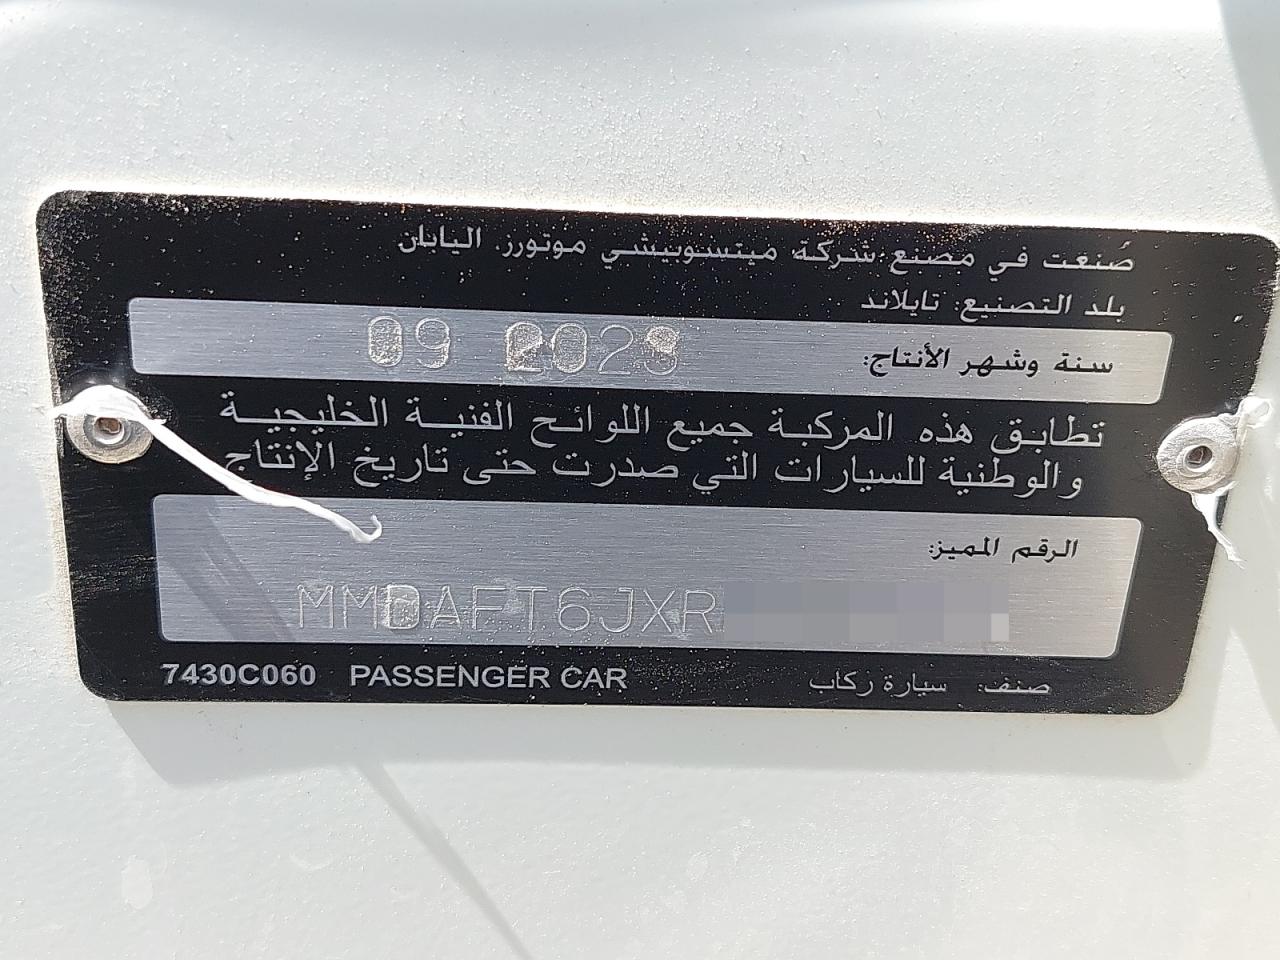 صُنعت في مصنع شركة ميتسوبيشي موتورز. اليابان
بلد التصنيع: تايلاند
سنة وشهر الأنتاج: 09 2023
تطابق هذه المركبة جميع اللوائح الفنية الخليجية
والوطنية للسيارات التي صدرت حتى تاريخ الإنتاج
الرقم المميز:
MMDAFT6JXR
7430C060 PASSENGER CAR صنف: سيارة ركاب